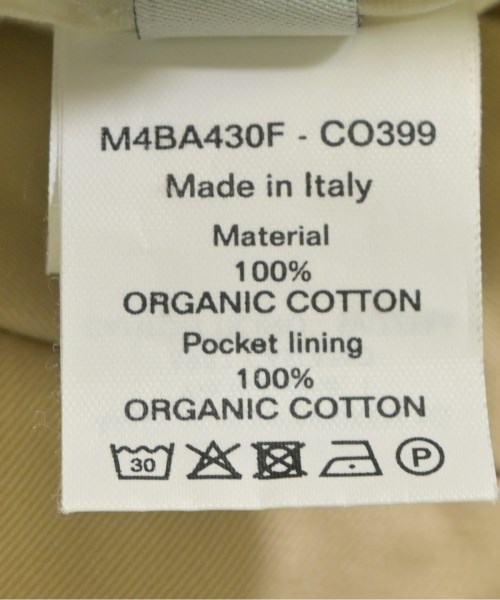 M4BA430F - CO399
Made in Italy
Material
100%
ORGANIC COTTON
Pocket lining
100%
ORGANIC COTTON
30 P